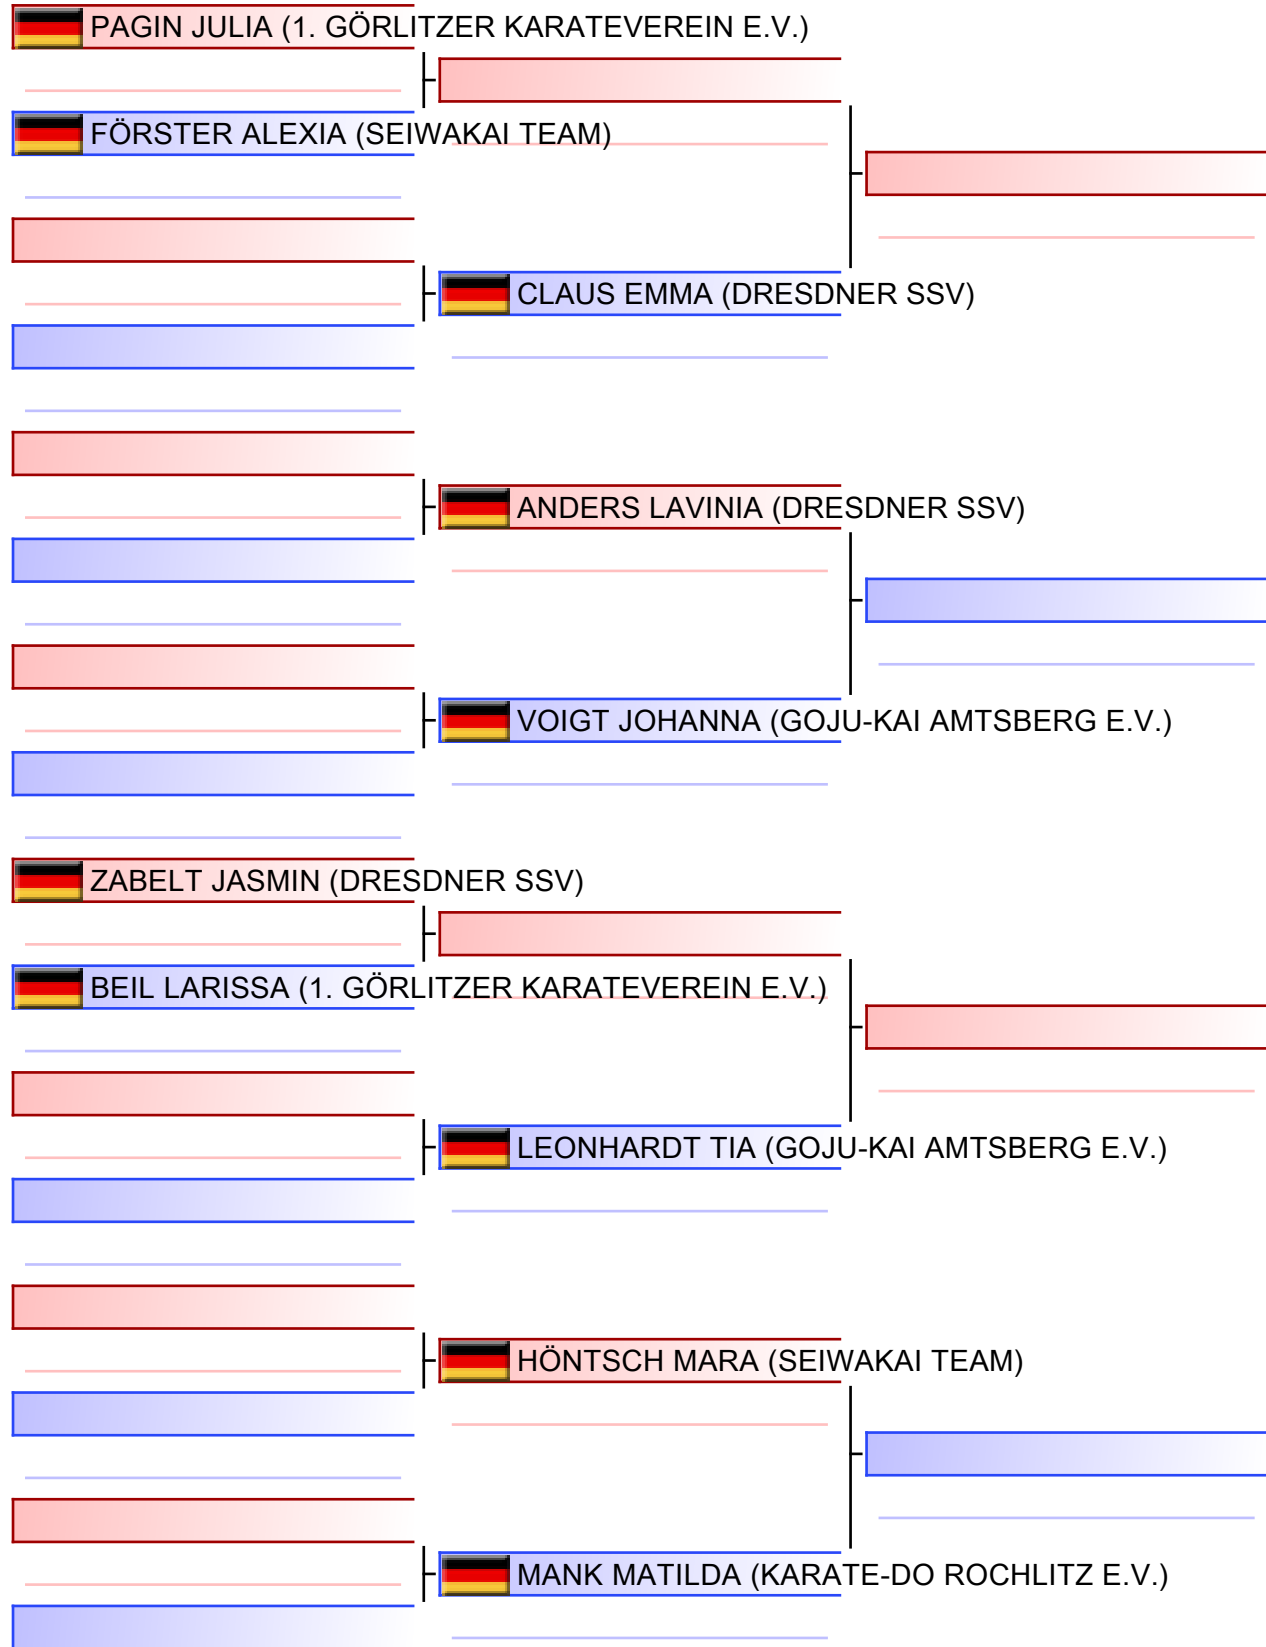 PAGIN JULIA (1. GÖRLITZER KARATEVEREIN E.V.)
FÖRSTER ALEXIA (SEIWAKAI TEAM)
CLAUS EMMA (DRESDNER SSV)
ANDERS LAVINIA (DRESDNER SSV)
VOIGT JOHANNA (GOJU-KAI AMTSBERG E.V.)
ZABELT JASMIN (DRESDNER SSV)
BEIL LARISSA (1. GÖRLITZER KARATEVEREIN E.V.)
LEONHARDT TIA (GOJU-KAI AMTSBERG E.V.)
HÖNTSCH MARA (SEIWAKAI TEAM)
MANK MATILDA (KARATE-DO ROCHLITZ E.V.)